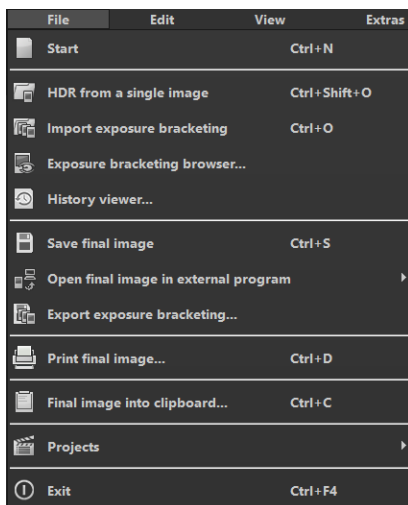 File Edit View Extras
Start Ctrl+N
HDR from a single image Ctrl+Shift+O
Import exposure bracketing Ctrl+O
Exposure bracketing browser...
History viewer...
Save final image Ctrl+S
Open final image in external program
Export exposure bracketing...
Print final image... Ctrl+D
Final image into clipboard... Ctrl+C
Projects
Exit Ctrl+F4